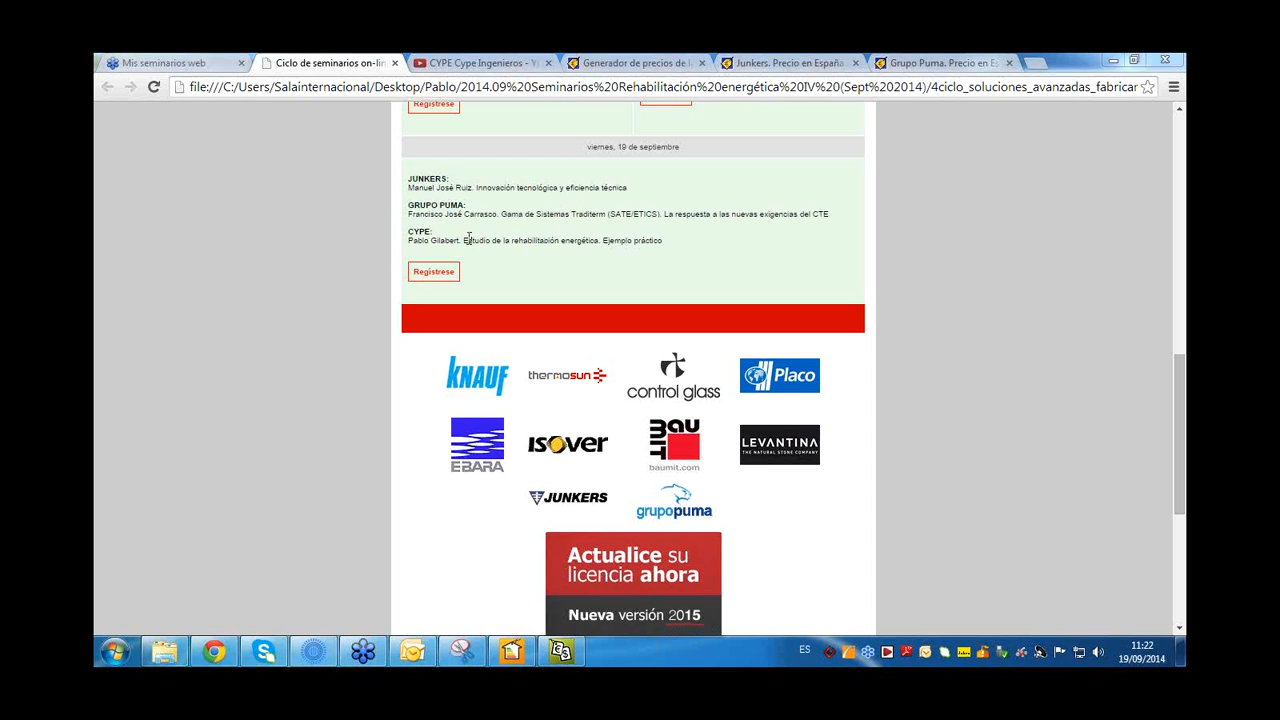 Mis seminarios web
Ciclo de seminarios on-lin
CYPE Cype Ingenieros - Y
Generador de precios de l
Junkers. Precio en España
Grupo Puma. Precio en E
file:///C:/Users/Salainternacional/Desktop/Pablo/2014.09%20Seminarios%20Rehabilitación%20energética%20IV%20(Sept%202014)/4ciclo_soluciones_avanzadas_fabricar
Regístrese
viernes, 19 de septiembre
JUNKERS:
Manuel José Ruiz. Innovación tecnológica y eficiencia técnica
GRUPO PUMA:
Francisco José Carrasco. Gama de Sistemas Traditerm (SATE/ETICS). La respuesta a las nuevas exigencias del CTE
CYPE:
Pablo Gilabert. Estudio de la rehabilitación energética. Ejemplo práctico
Regístrese
KNAUF
thermosun
control glass
Placo
EBARA
ISOVER
BAUMIT
baumit.com
LEVANTINA
THE NATURAL STONE COMPANY
JUNKERS
grupopuma
Actualice su
licencia ahora
Nueva versión 2015
ES
11:22
19/09/2014